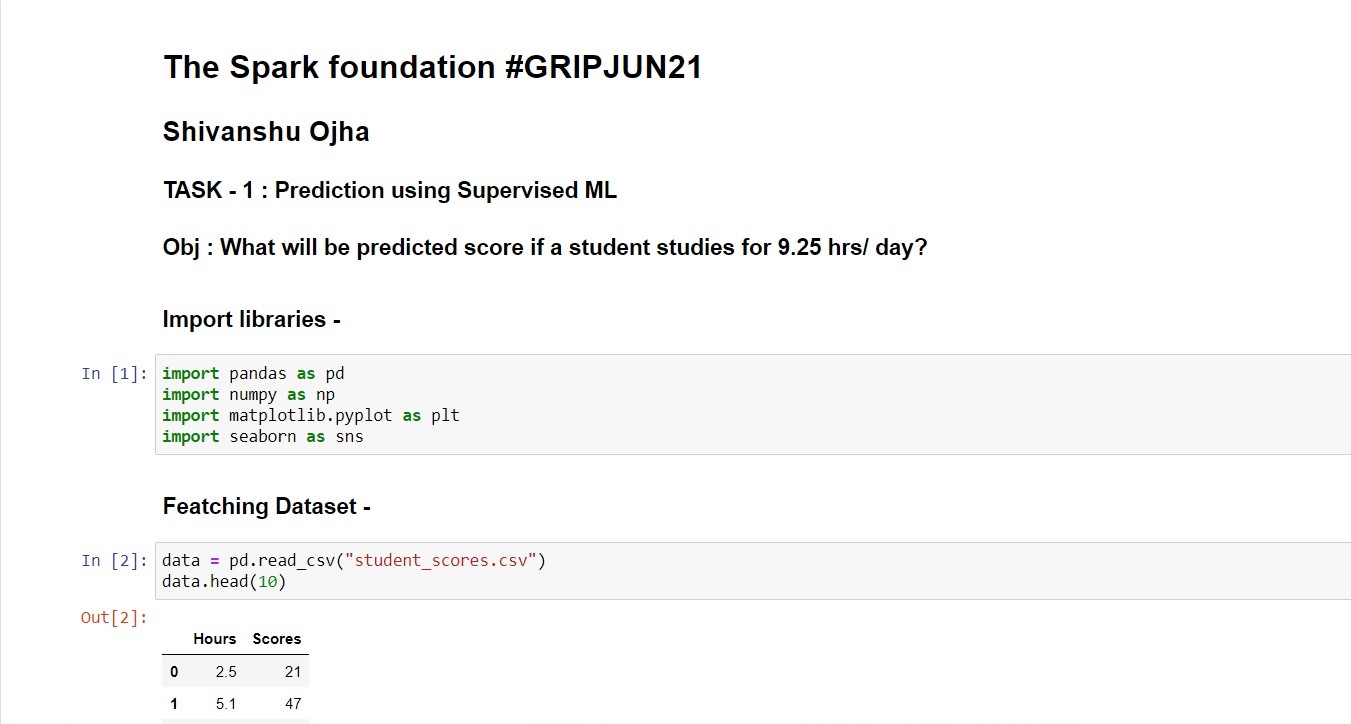 The Spark foundation #GRIPJUN21
Shivanshu Ojha
TASK - 1 : Prediction using Supervised ML
Obj : What will be predicted score if a student studies for 9.25 hrs/ day?
Import libraries -
In [1]: import pandas as pd
import numpy as np
import matplotlib.pyplot as plt
import seaborn as sns
Featching Dataset -
In [2]: data = pd.read_csv("student_scores.csv")
data.head(10)
Out[2]:
Hours Scores
0 2.5 21
1 5.1 47